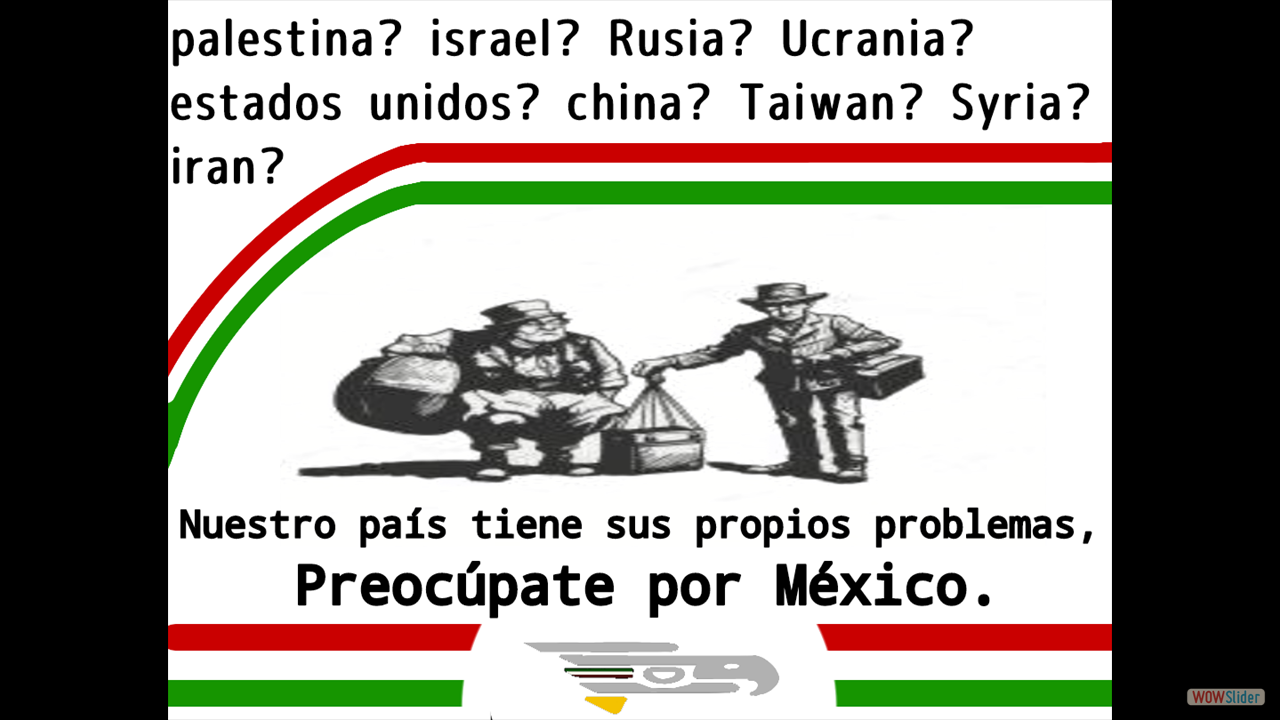 palestina? israel? Rusia? Ucrania?
estados unidos? china? Taiwan? Syria?
iran?
Nuestro país tiene sus propios problemas,
Preocúpate por México.
WOWSlider